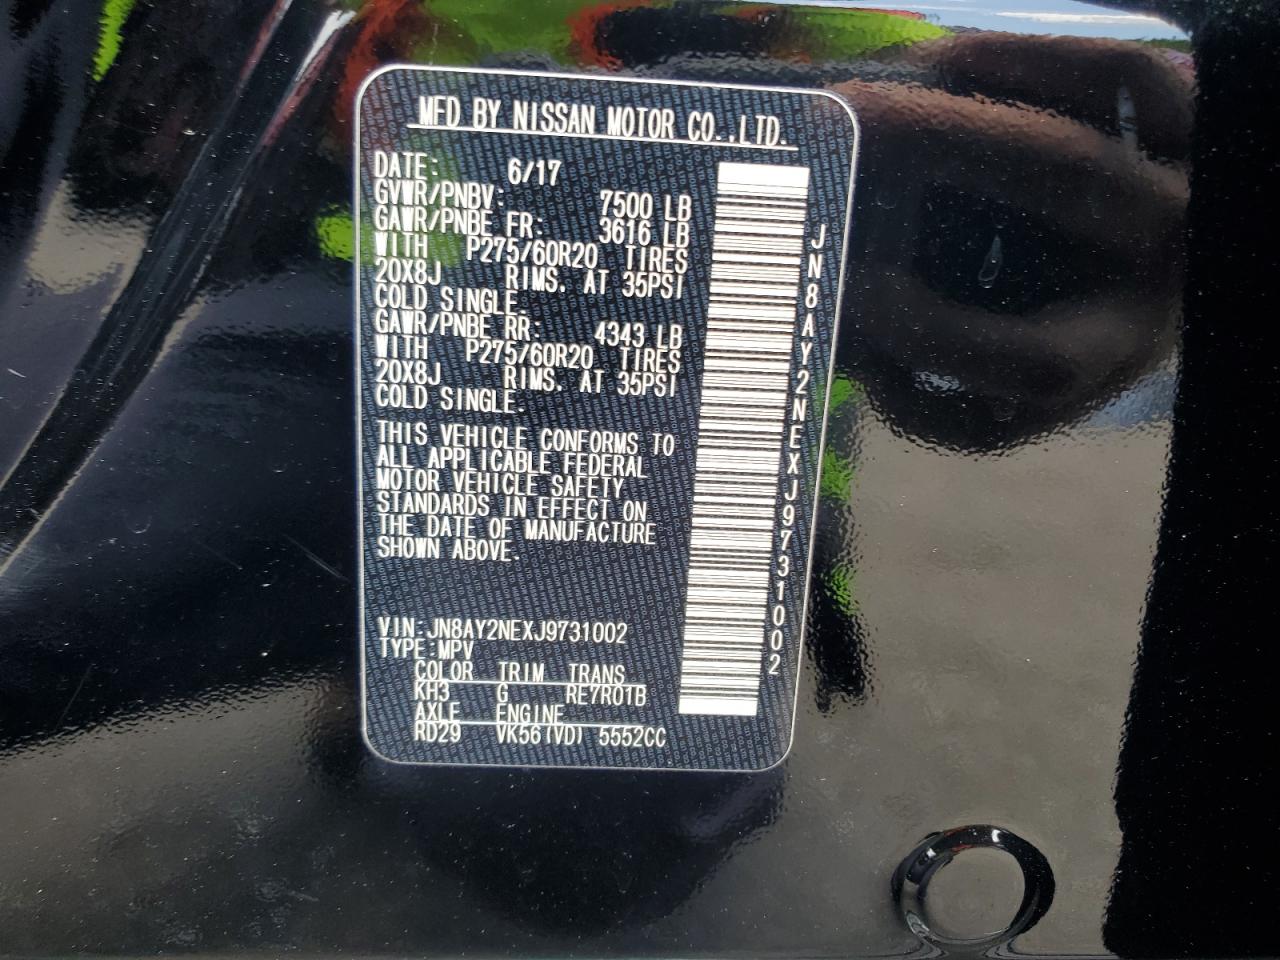 MFD BY NISSAN MOTOR CO.,LTD.
DATE: 6/17
GVWR/PNBV: 7500 LB
GAWR/PNBE FR: 3616 LB
WITH P275/60R20 TIRES
20X8J RIMS. AT 35PSI
COLD SINGLE.
GAWR/PNBE RR: 4343 LB
WITH P275/60R20 TIRES
20X8J RIMS. AT 35PSI
COLD SINGLE.
THIS VEHICLE CONFORMS TO
ALL APPLICABLE FEDERAL
MOTOR VEHICLE SAFETY
STANDARDS IN EFFECT ON
THE DATE OF MANUFACTURE
SHOWN ABOVE.
VIN:JN8AY2NEXJ9731002
TYPE:MPV
COLOR TRIM TRANS
KH3 G RE7R01B
AXLE ENGINE
RD29 VK56(VD) 5552CC
JN8AY2NEXJ9731002